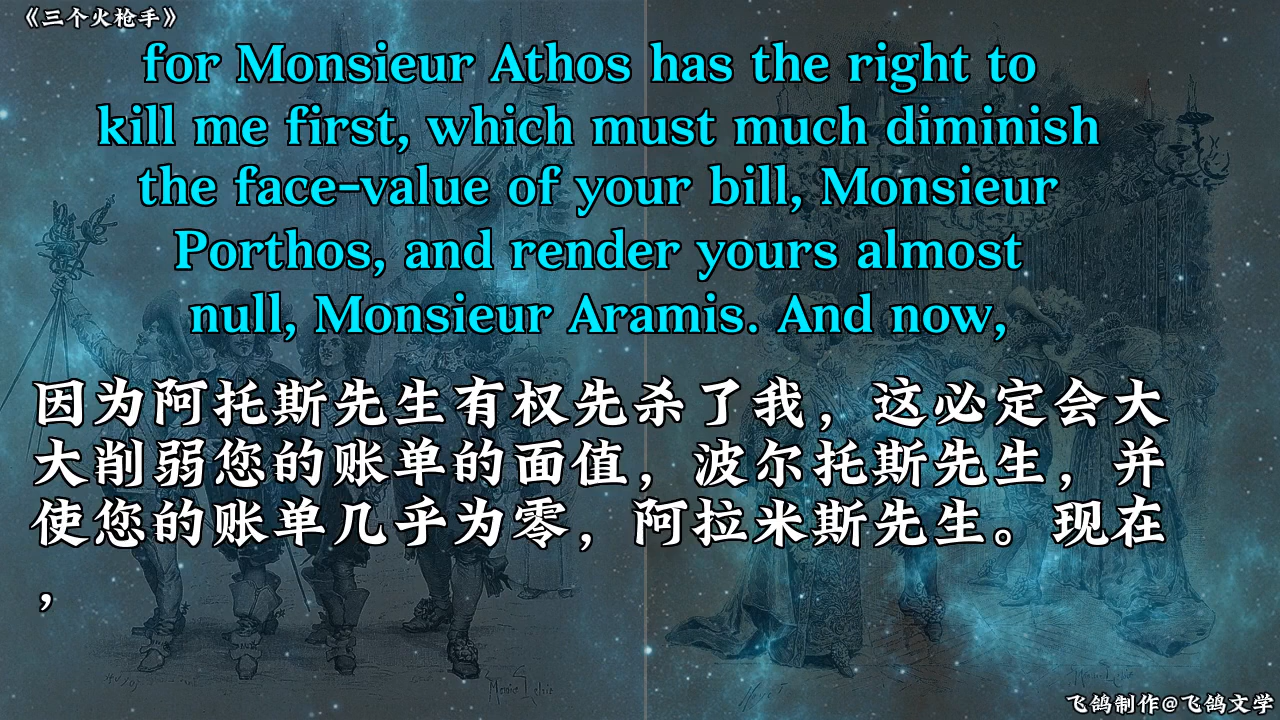 《三个火枪手》
for Monsieur Athos has the right to
kill me first, which must much diminish
the face-value of your bill, Monsieur
Porthos, and render yours almost
null, Monsieur Aramis. And now,
因为阿托斯先生有权先杀了我，这必定会大
大削弱您的账单的面值，波尔托斯先生，并
使您的账单几乎为零，阿拉米斯先生。现在
，
飞鸽制作@飞鸽文学